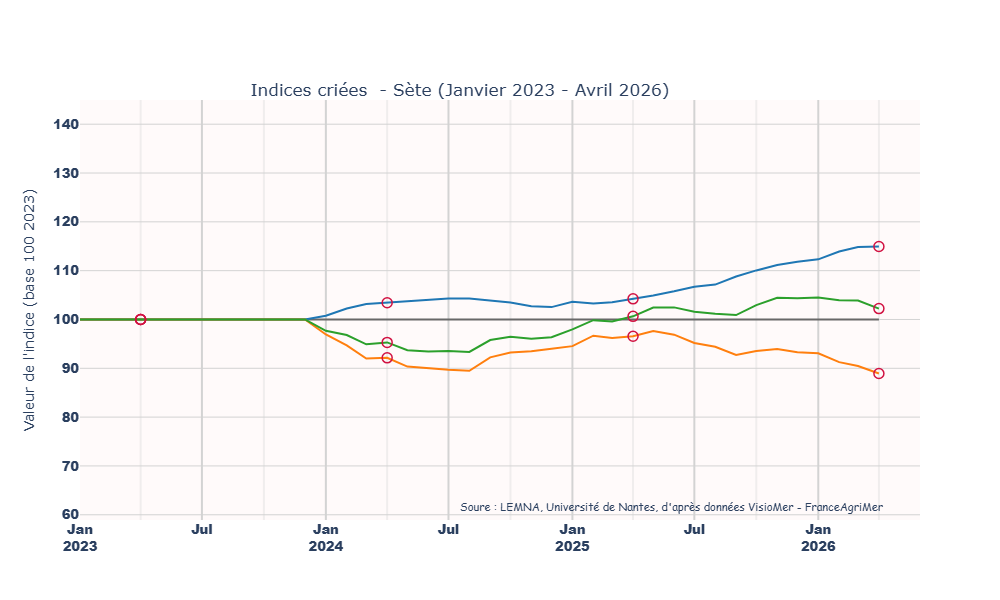 Indices criées  - Sète (Janvier 2023 - Avril 2026)
Valeur de l'indice (base 100 2023)
140
130
120
110
100
90
80
70
60
Soure : LEMNA, Université de Nantes, d'après données VisioMer - FranceAgriMer
Jan Jul Jan Jul Jan Jul Jan
2023 2024 2025 2026